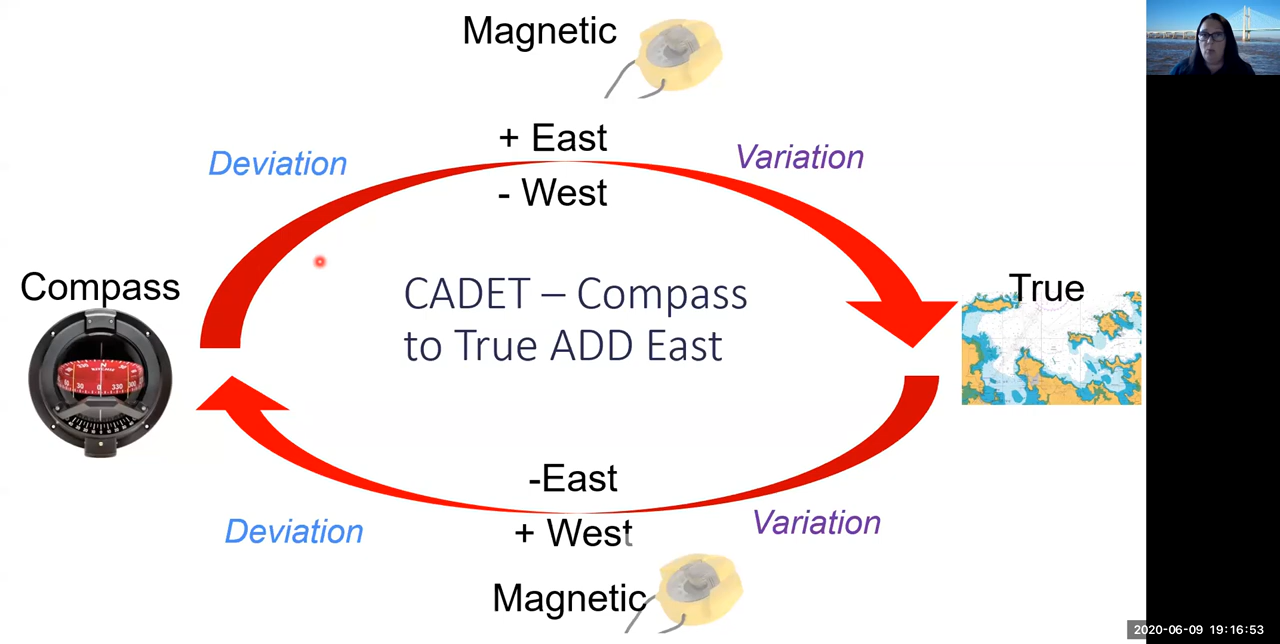 Magnetic
+ East
Deviation
Variation
- West
Compass
CADET – Compass
to True ADD East
True
-East
Deviation
+ West
Variation
Magnetic
2020-06-09 19:16:53